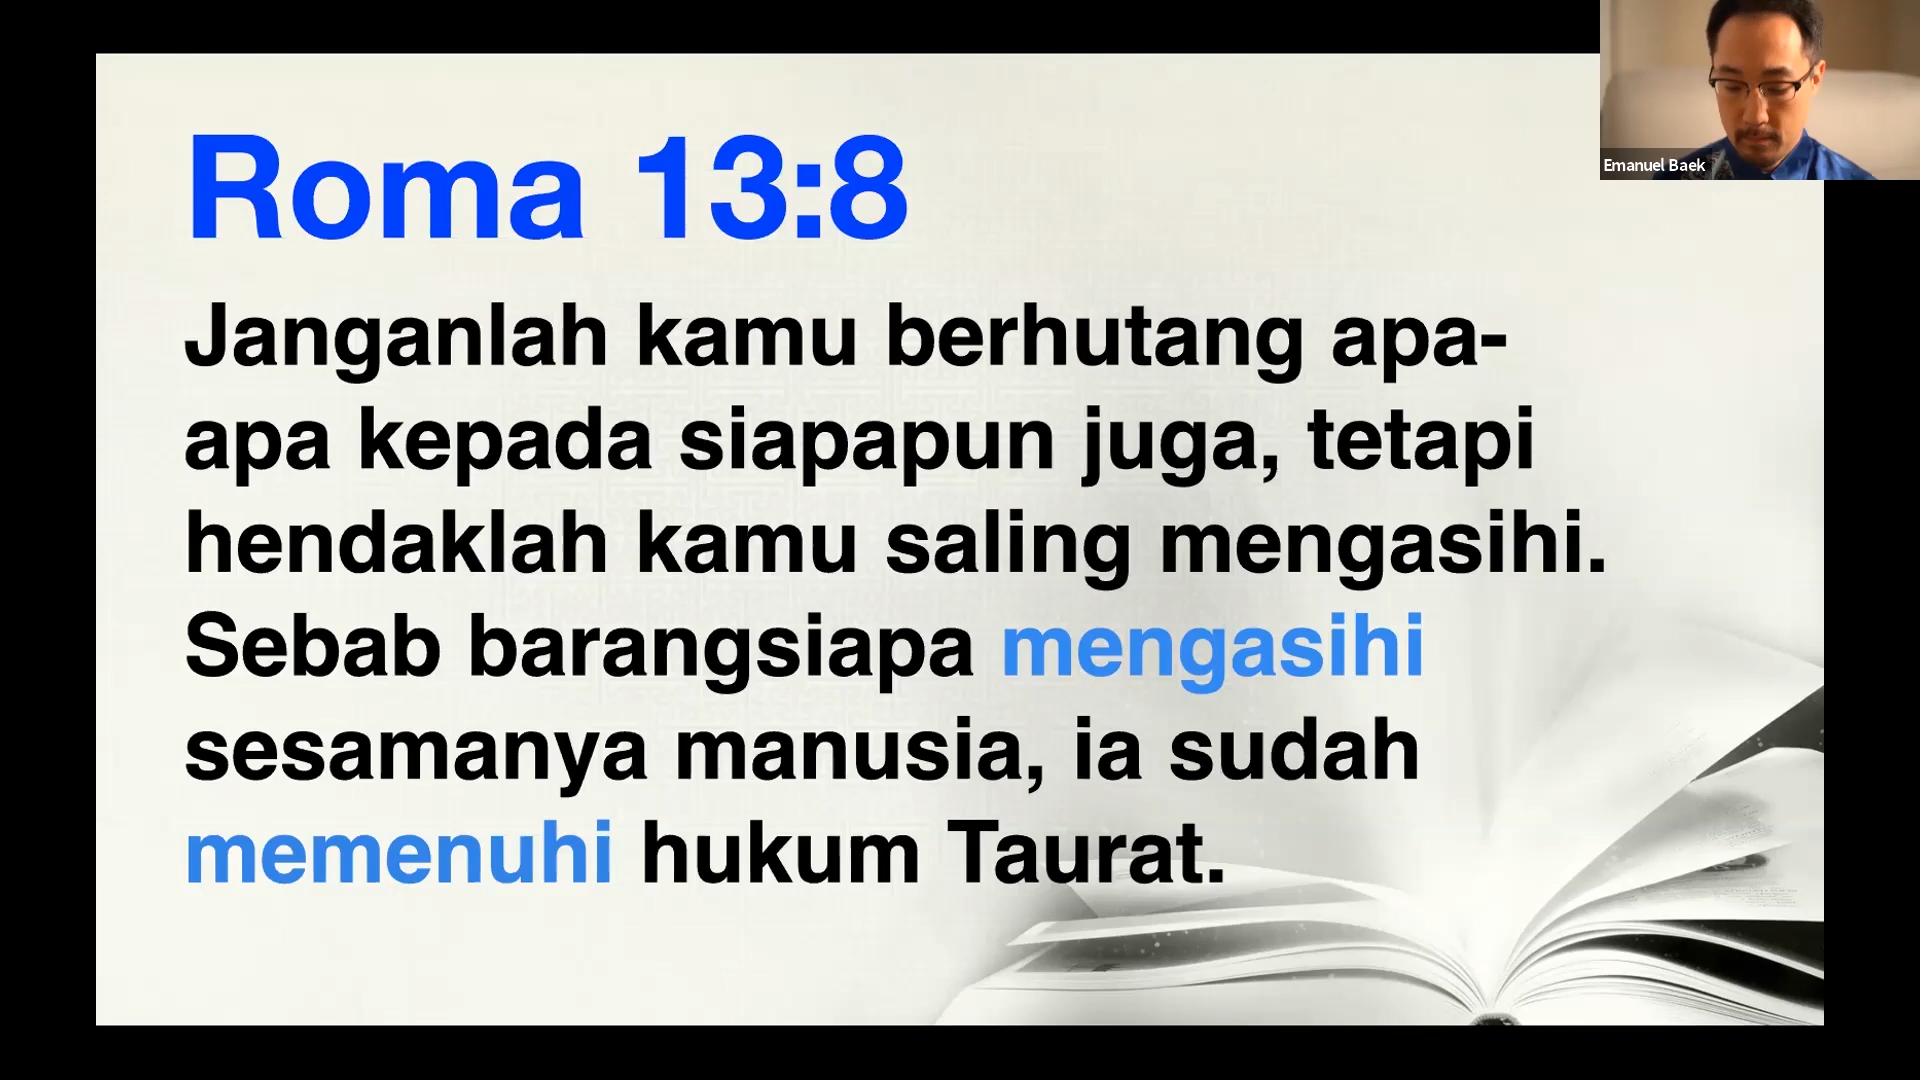 Roma 13:8
Janganlah kamu berhutang apa-
apa kepada siapapun juga, tetapi
hendaklah kamu saling mengasihi.
Sebab barangsiapa mengasihi
sesamanya manusia, ia sudah
memenuhi hukum Taurat.
Emanuel Baek